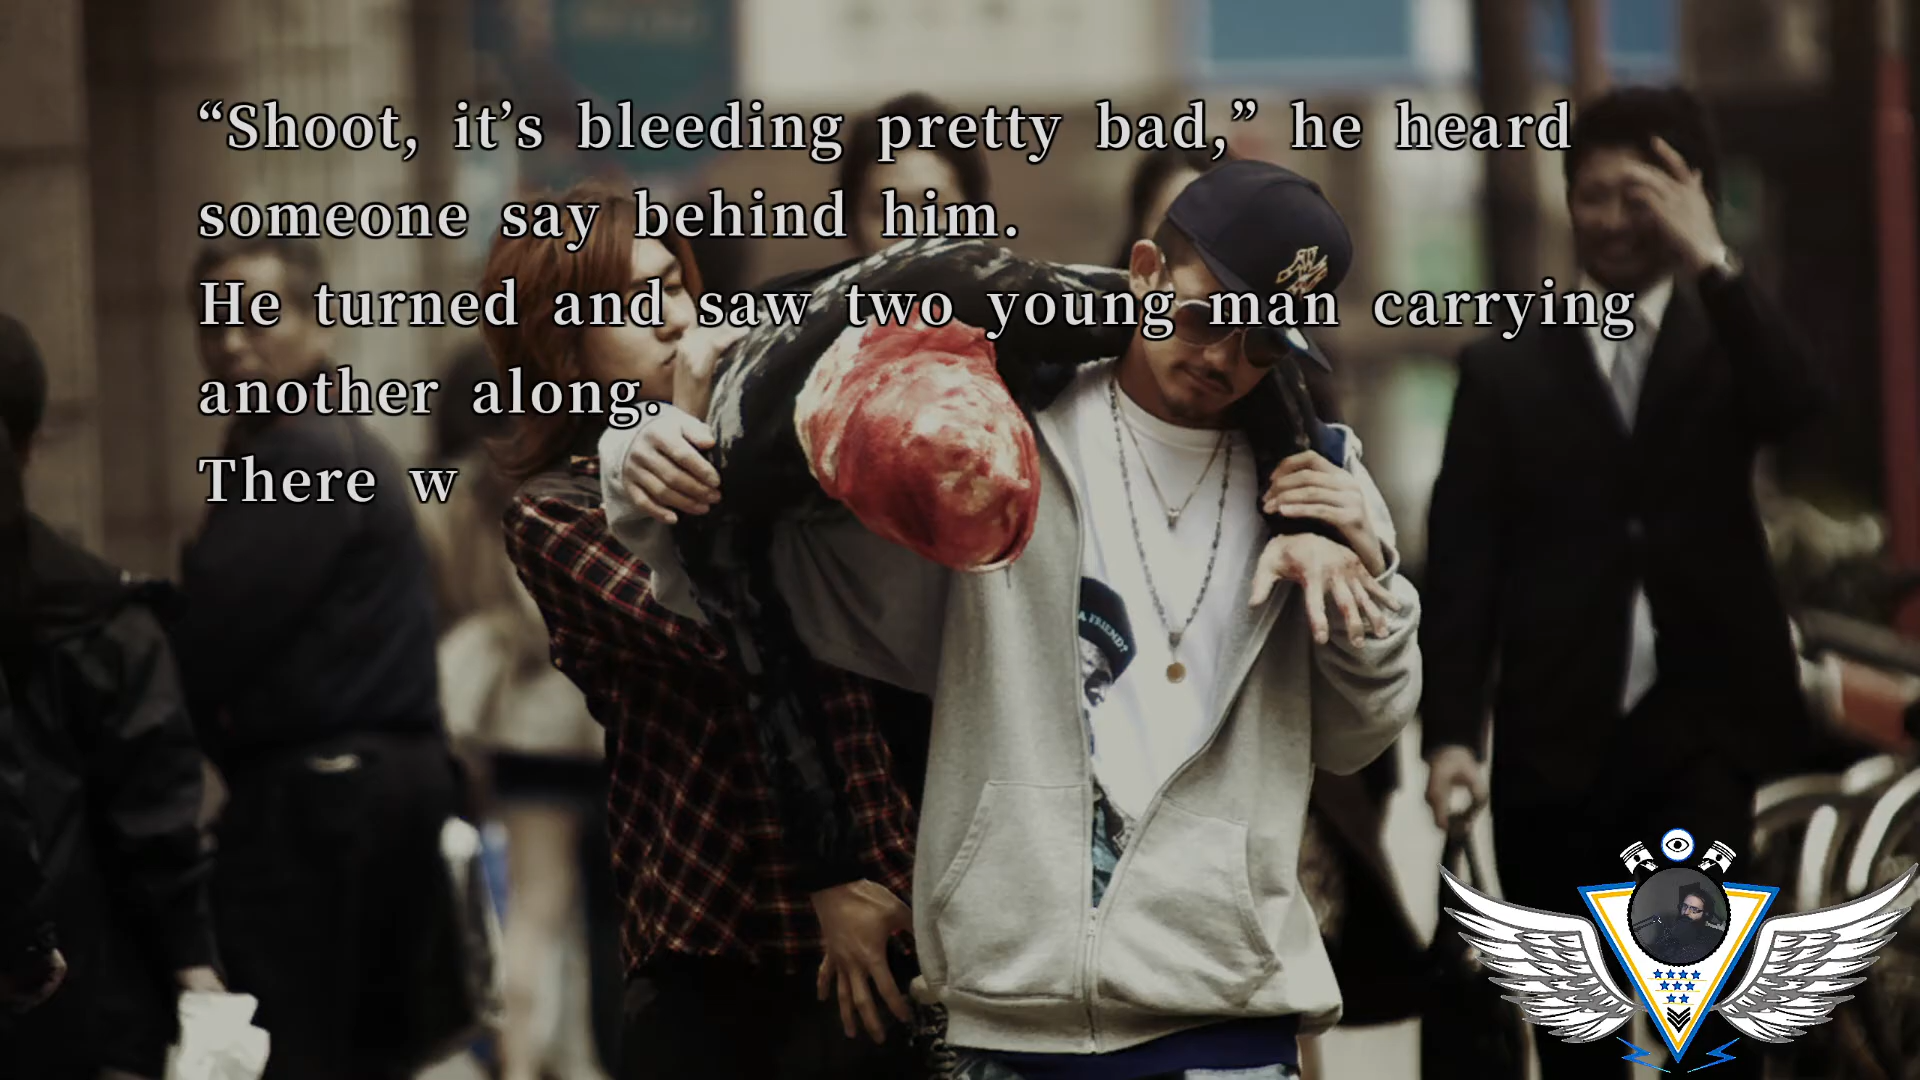 “Shoot, it’s bleeding pretty bad,” he heard
someone say behind him.
He turned and saw two young man carrying
another along.
There w
A FRIEND?